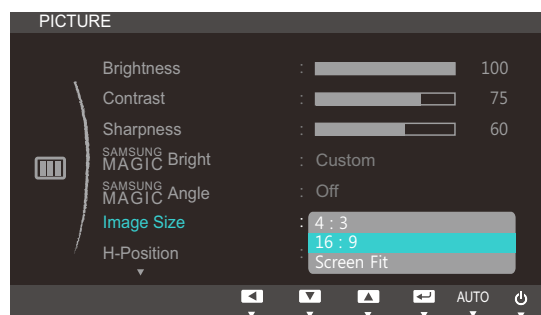 PICTURE
Brightness : 100
Contrast : 75
Sharpness : 60
SAMSUNG MAGIC Bright : Custom
SAMSUNG MAGIC Angle : Off
Image Size : 4 : 3
16 : 9
H-Position :
Screen Fit
AUTO